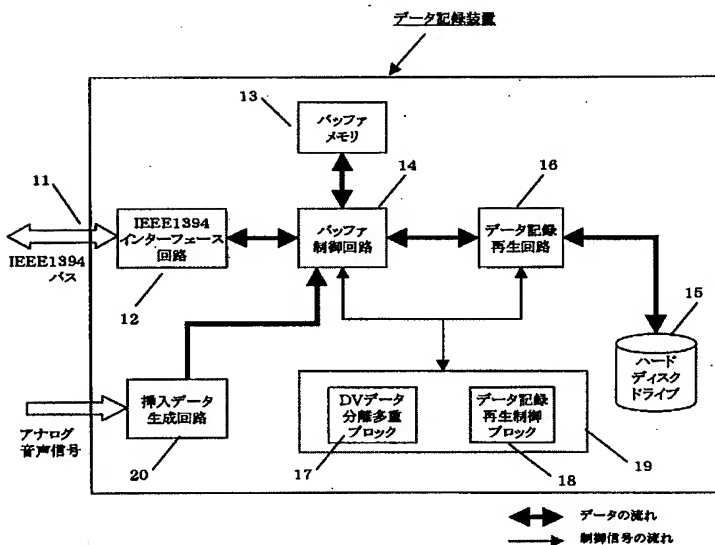 データ記録装置
13
バッファ
メモリ
14
16
11
IEEE1394
インターフェース
回路
バッファ
制御回路
データ記録
再生回路
IEEE1394
バス
12
15
ハード
ディスク
ドライブ
挿入データ
生成回路
DVデータ
分離多重
ブロック
データ記録
再生制御
ブロック
アナログ
音声信号
20
17
18
19
データの流れ
制御信号の流れ